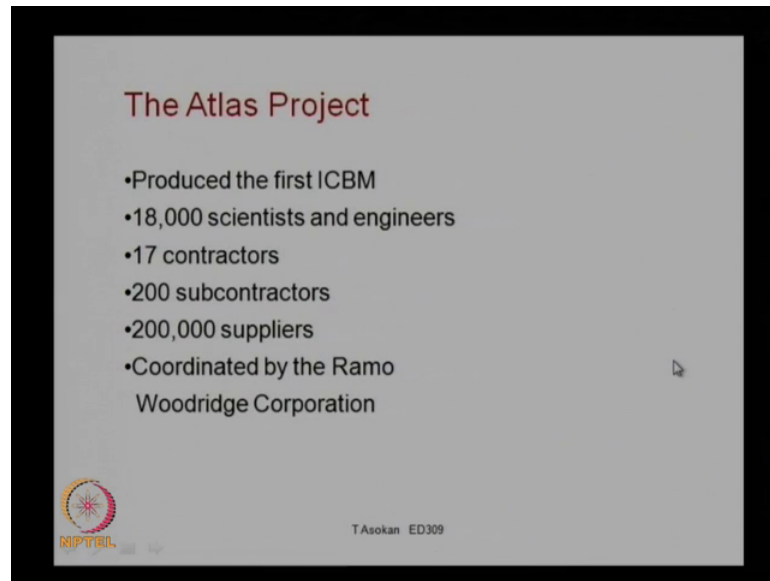 The Atlas Project
•Produced the first ICBM
•18,000 scientists and engineers
•17 contractors
•200 subcontractors
•200,000 suppliers
•Coordinated by the Ramo
Woodridge Corporation
T Asokan ED309
NPTEL